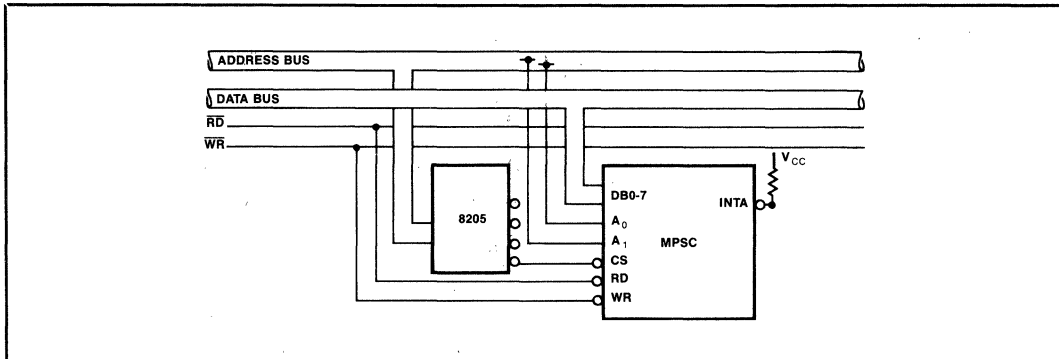 ADDRESS BUS
DATA BUS
RD
WR
VCC
8205
DB0-7
INTA
A0
A1
MPSC
CS
RD
WR